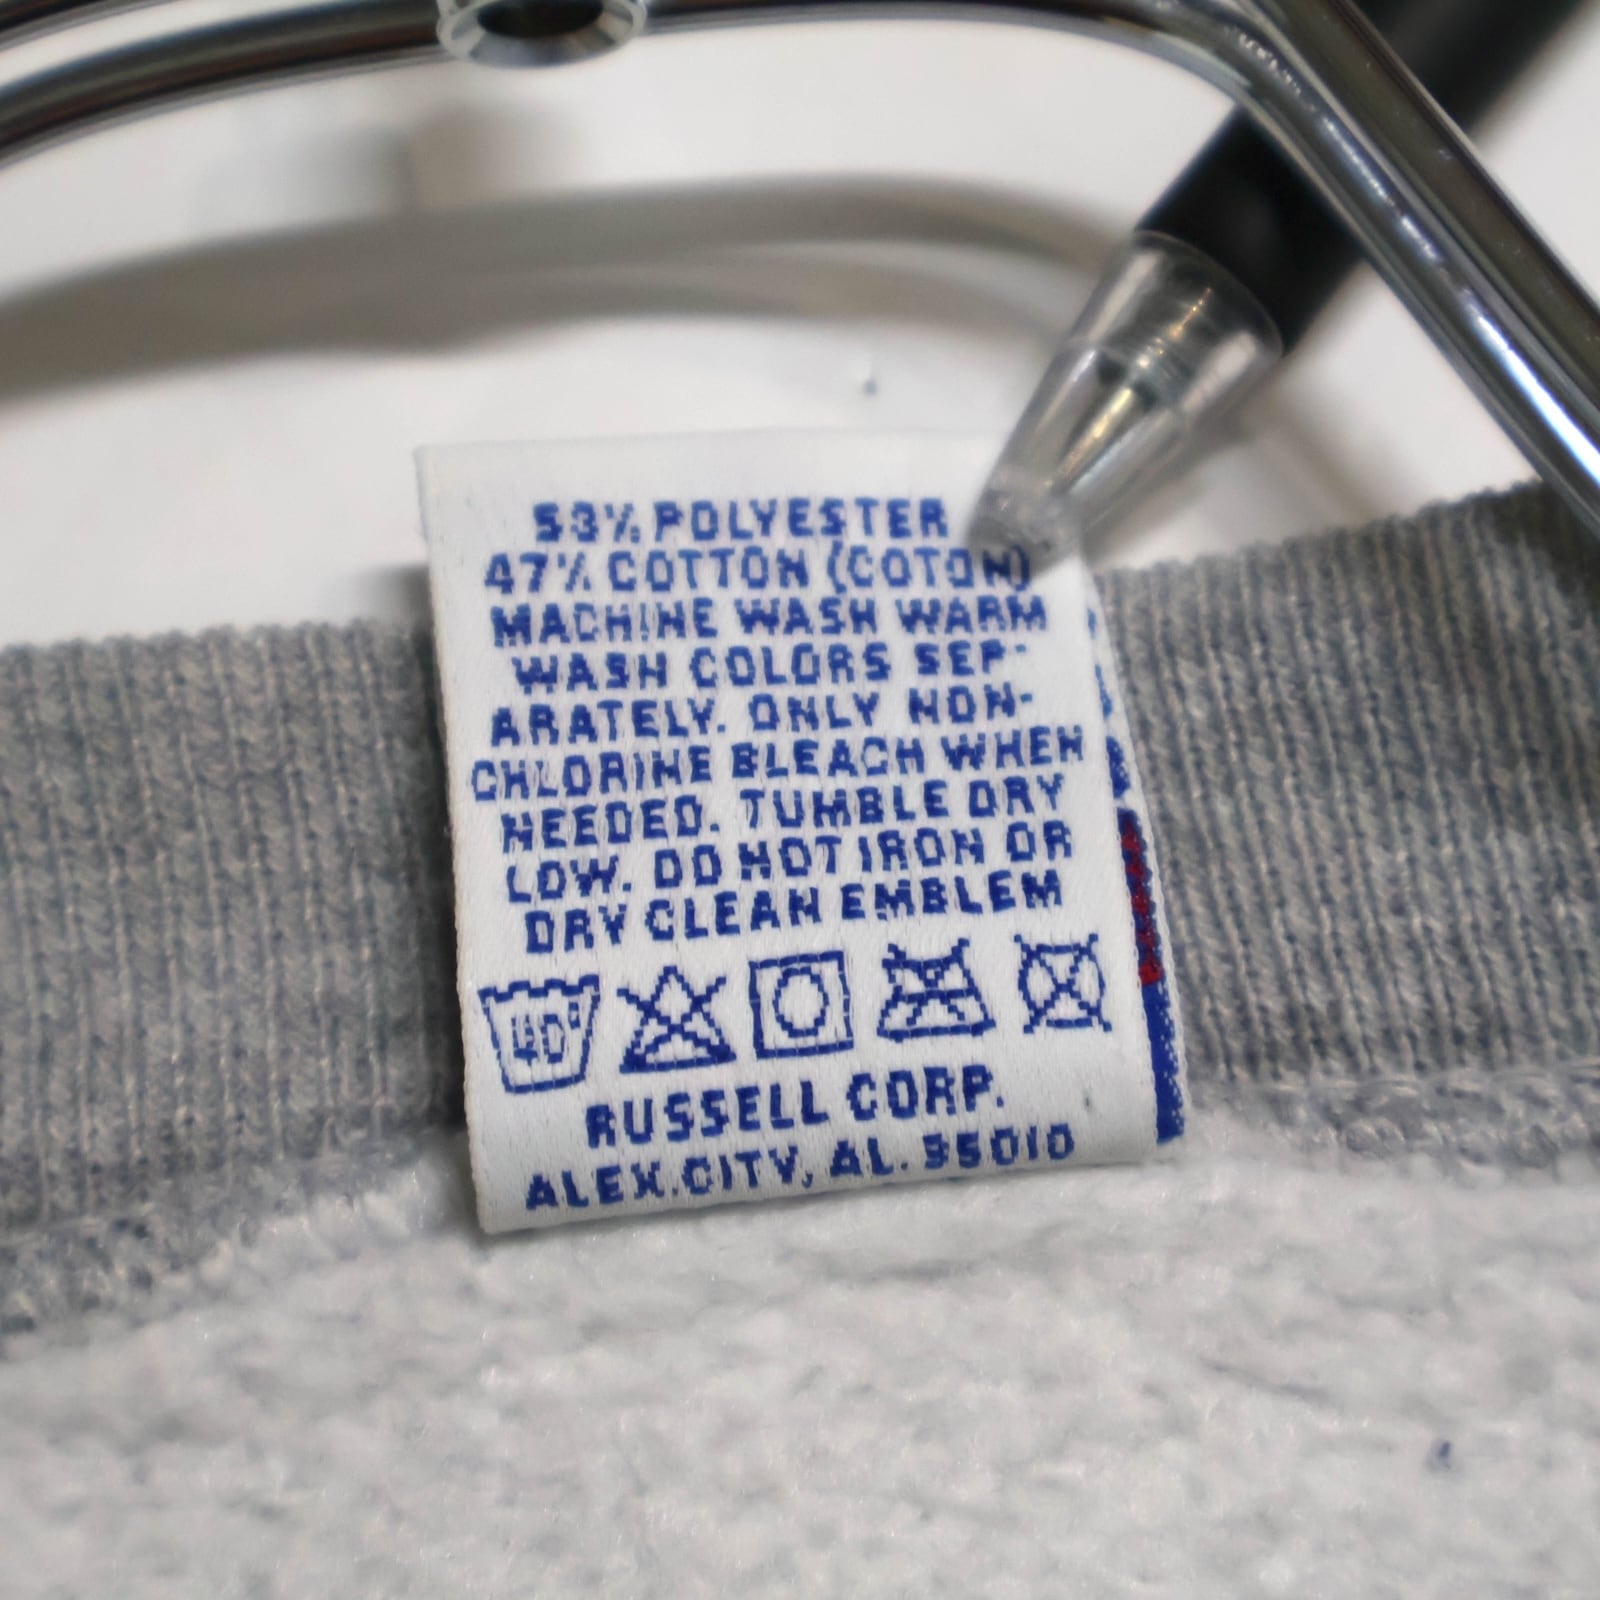 53% POLYESTER
47% COTTON (COTON)
MACHINE WASH WARM
WASH COLORS SEP-
ARATELY. ONLY NON-
CHLORINE BLEACH WHEN
NEEDED. TUMBLE DRY
LOW. DO NOT IRON OR
DRY CLEAN EMBLEM
40°
RUSSELL CORP.
ALEX.CITY, AL. 35010